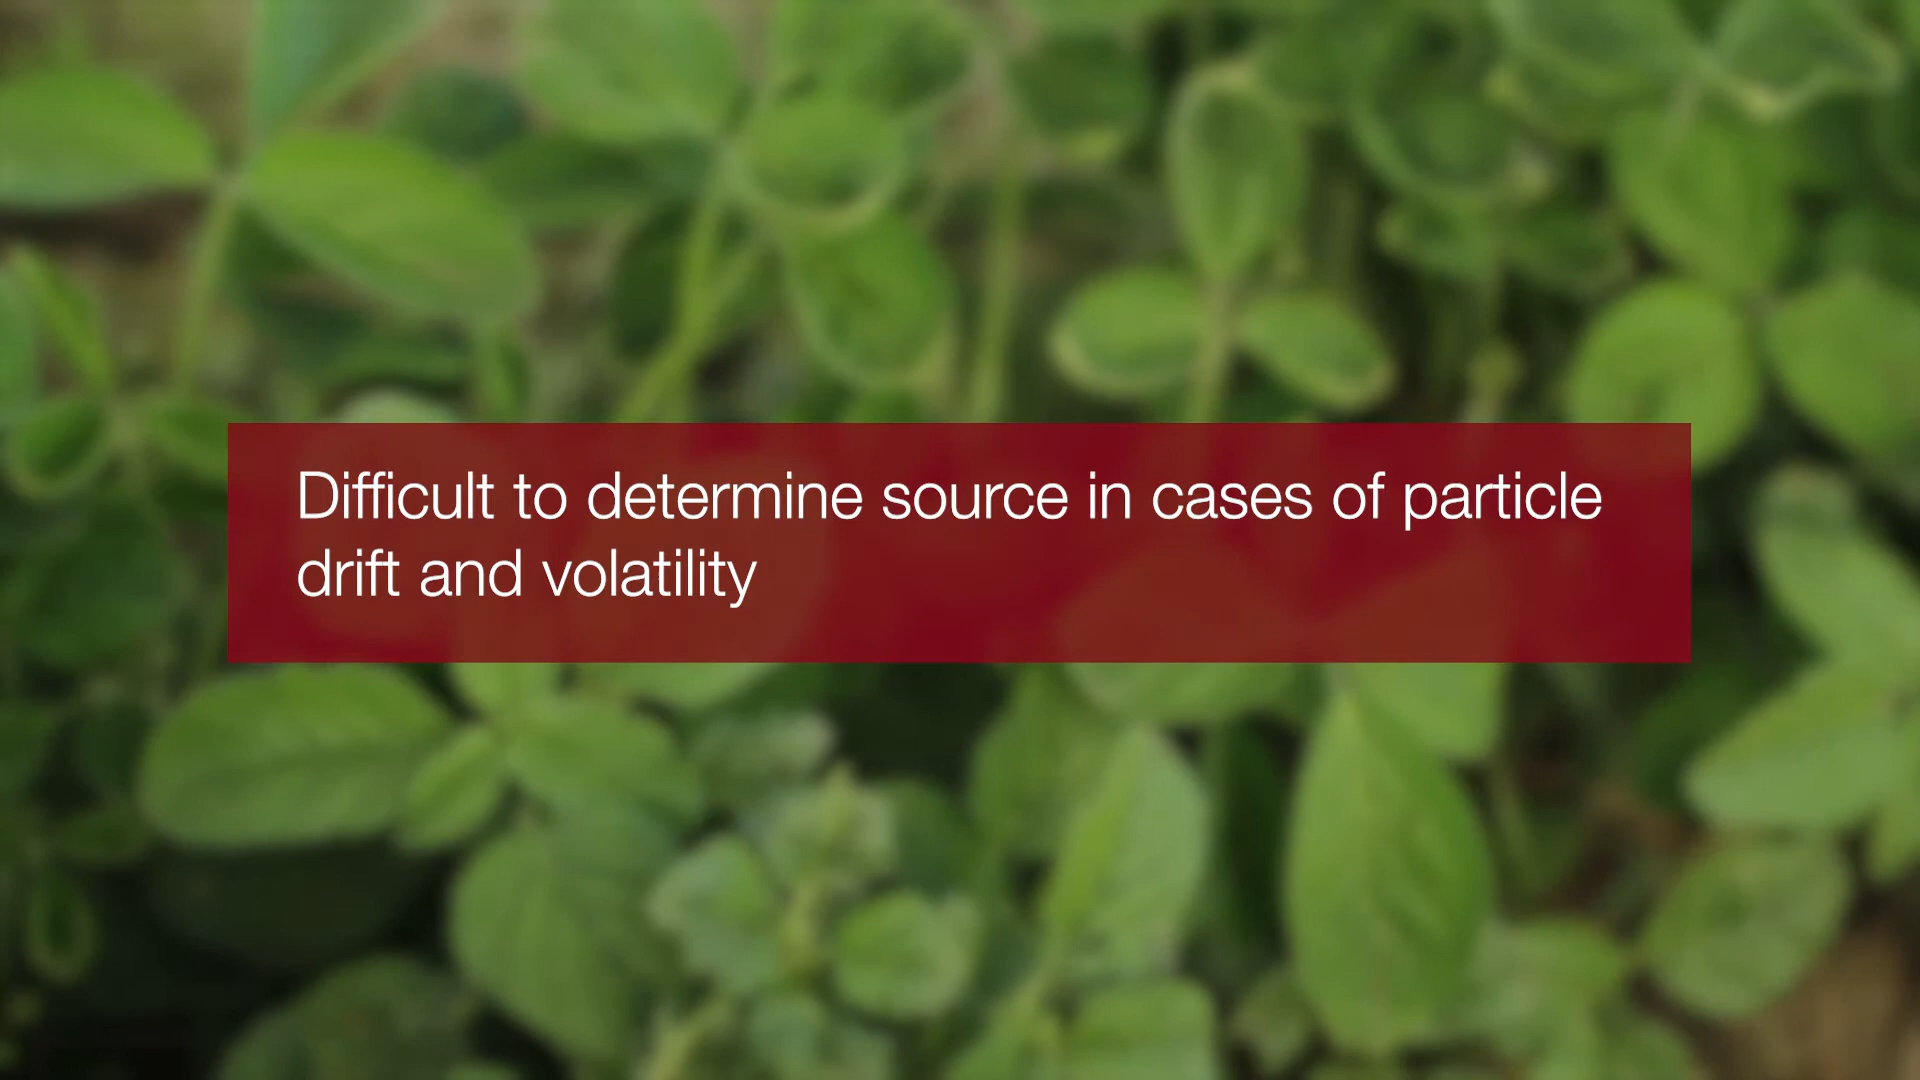 Difficult to determine source in cases of particle
drift and volatility